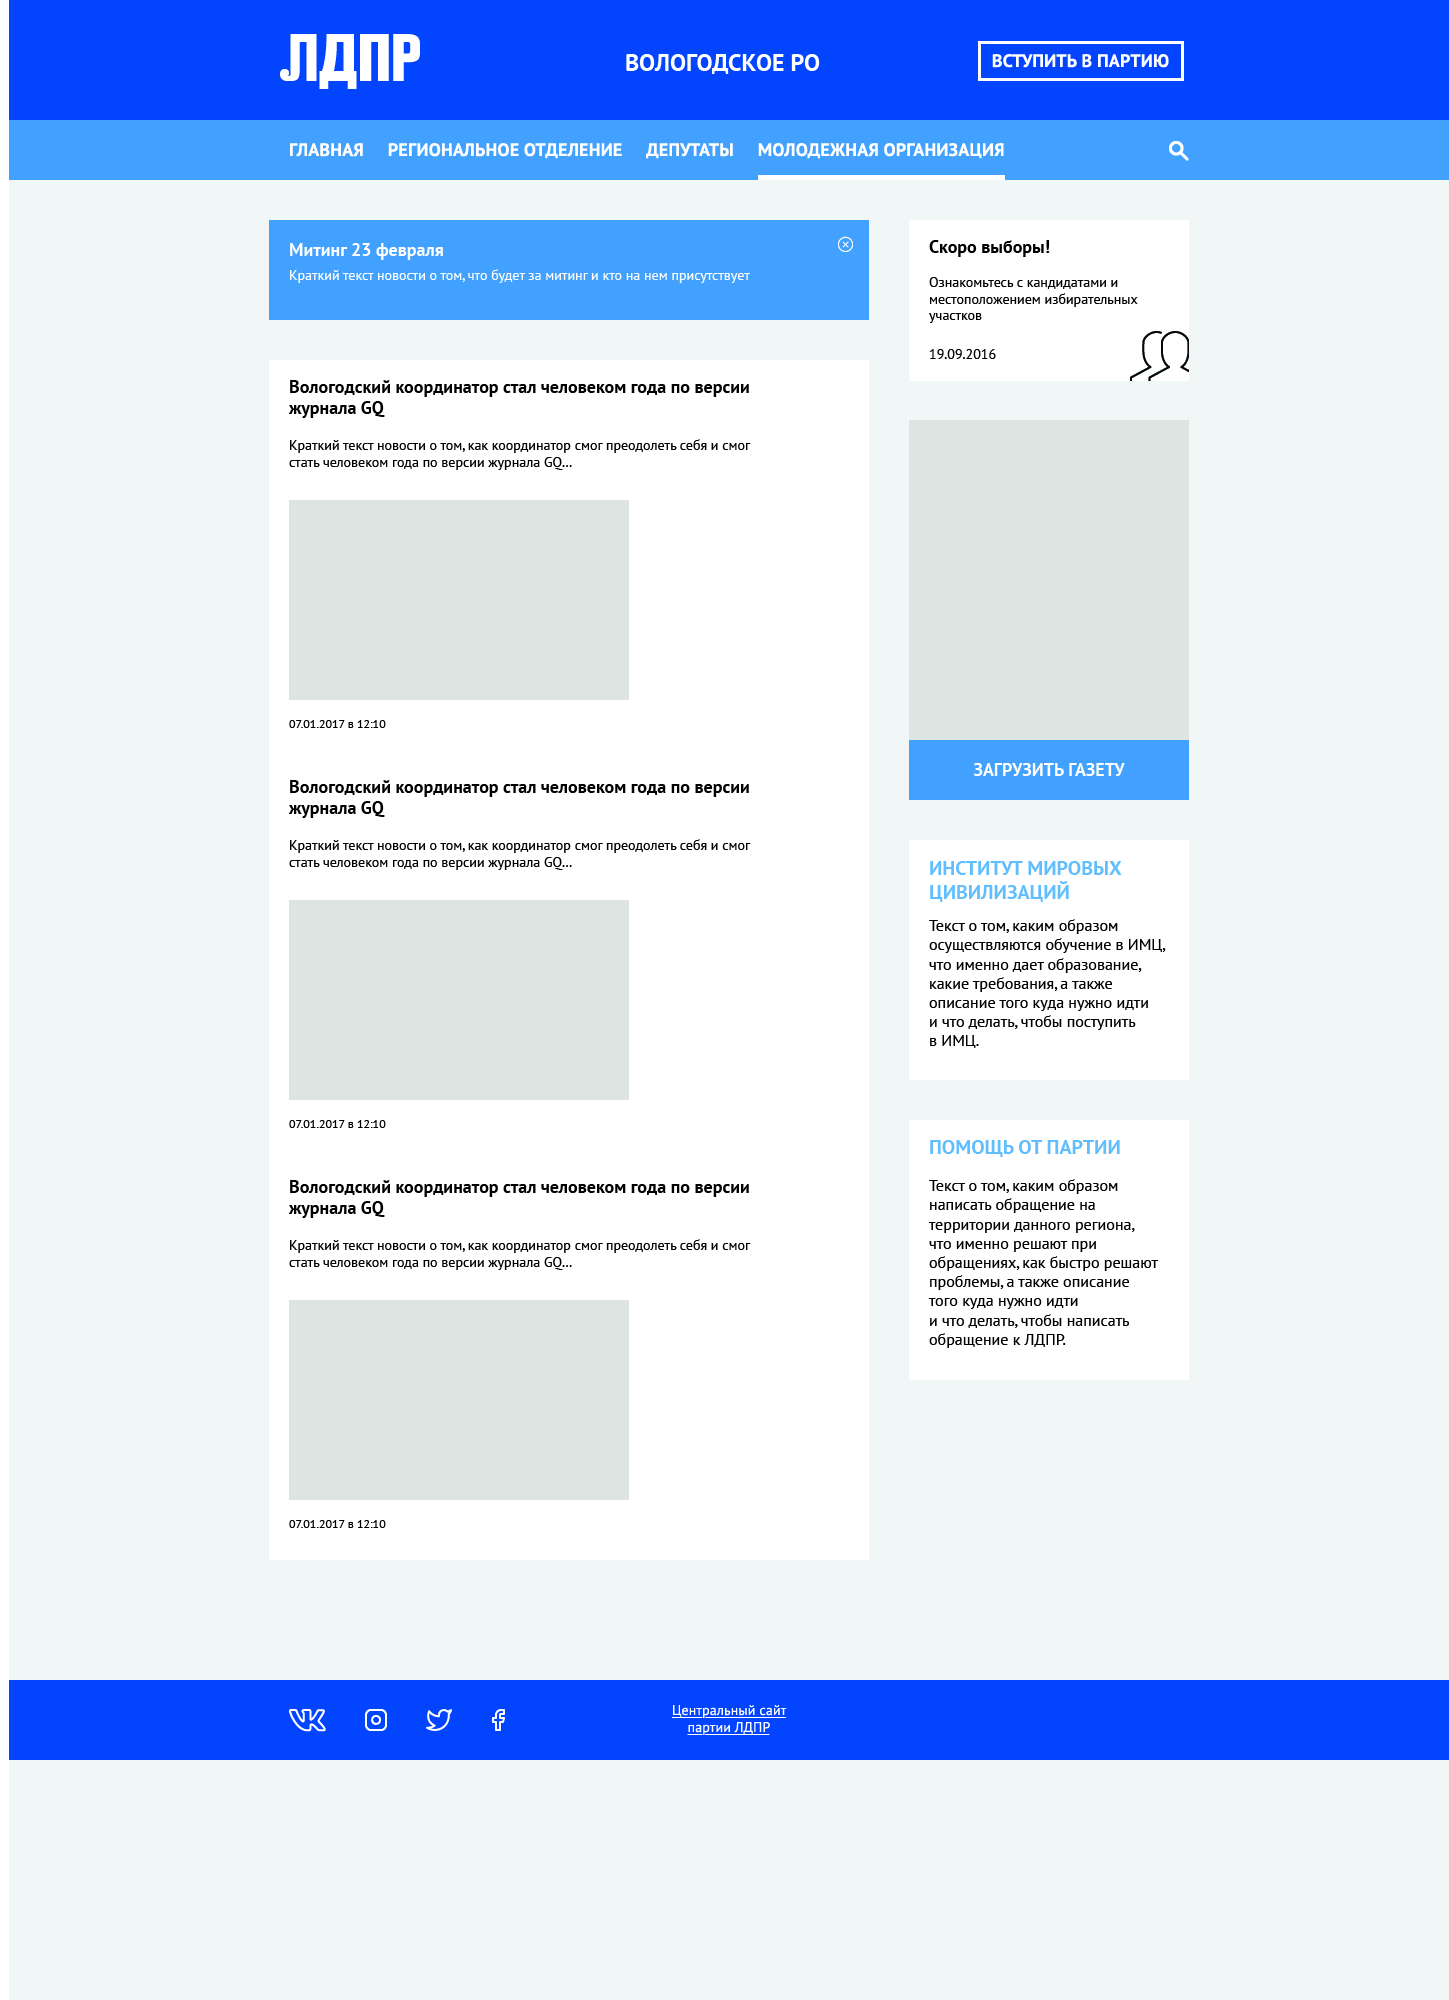 ЛДПР
ВОЛОГОДСКОЕ РО
ВСТУПИТЬ В ПАРТИЮ
ГЛАВНАЯ РЕГИОНАЛЬНОЕ ОТДЕЛЕНИЕ ДЕПУТАТЫ МОЛОДЕЖНАЯ ОРГАНИЗАЦИЯ
Митинг 23 февраля
Краткий текст новости о том, что будет за митинг и кто на нем присутствует
Вологодский координатор стал человеком года по версии
журнала GQ
Краткий текст новости о том, как координатор смог преодолеть себя и смог
стать человеком года по версии журнала GQ...
07.01.2017 в 12:10
Вологодский координатор стал человеком года по версии
журнала GQ
Краткий текст новости о том, как координатор смог преодолеть себя и смог
стать человеком года по версии журнала GQ...
07.01.2017 в 12:10
Вологодский координатор стал человеком года по версии
журнала GQ
Краткий текст новости о том, как координатор смог преодолеть себя и смог
стать человеком года по версии журнала GQ...
07.01.2017 в 12:10
Скоро выборы!
Ознакомьтесь с кандидатами и
местоположением избирательных
участков
19.09.2016
ЗАГРУЗИТЬ ГАЗЕТУ
ИНСТИТУТ МИРОВЫХ
ЦИВИЛИЗАЦИЙ
Текст о том, каким образом
осуществляются обучение в ИМЦ,
что именно дает образование,
какие требования, а также
описание того куда нужно идти
и что делать, чтобы поступить
в ИМЦ.
ПОМОЩЬ ОТ ПАРТИИ
Текст о том, каким образом
написать обращение на
территории данного региона,
что именно решают при
обращениях, как быстро решают
проблемы, а также описание
того куда нужно идти
и что делать, чтобы написать
обращение к ЛДПР.
Центральный сайт
партии ЛДПР